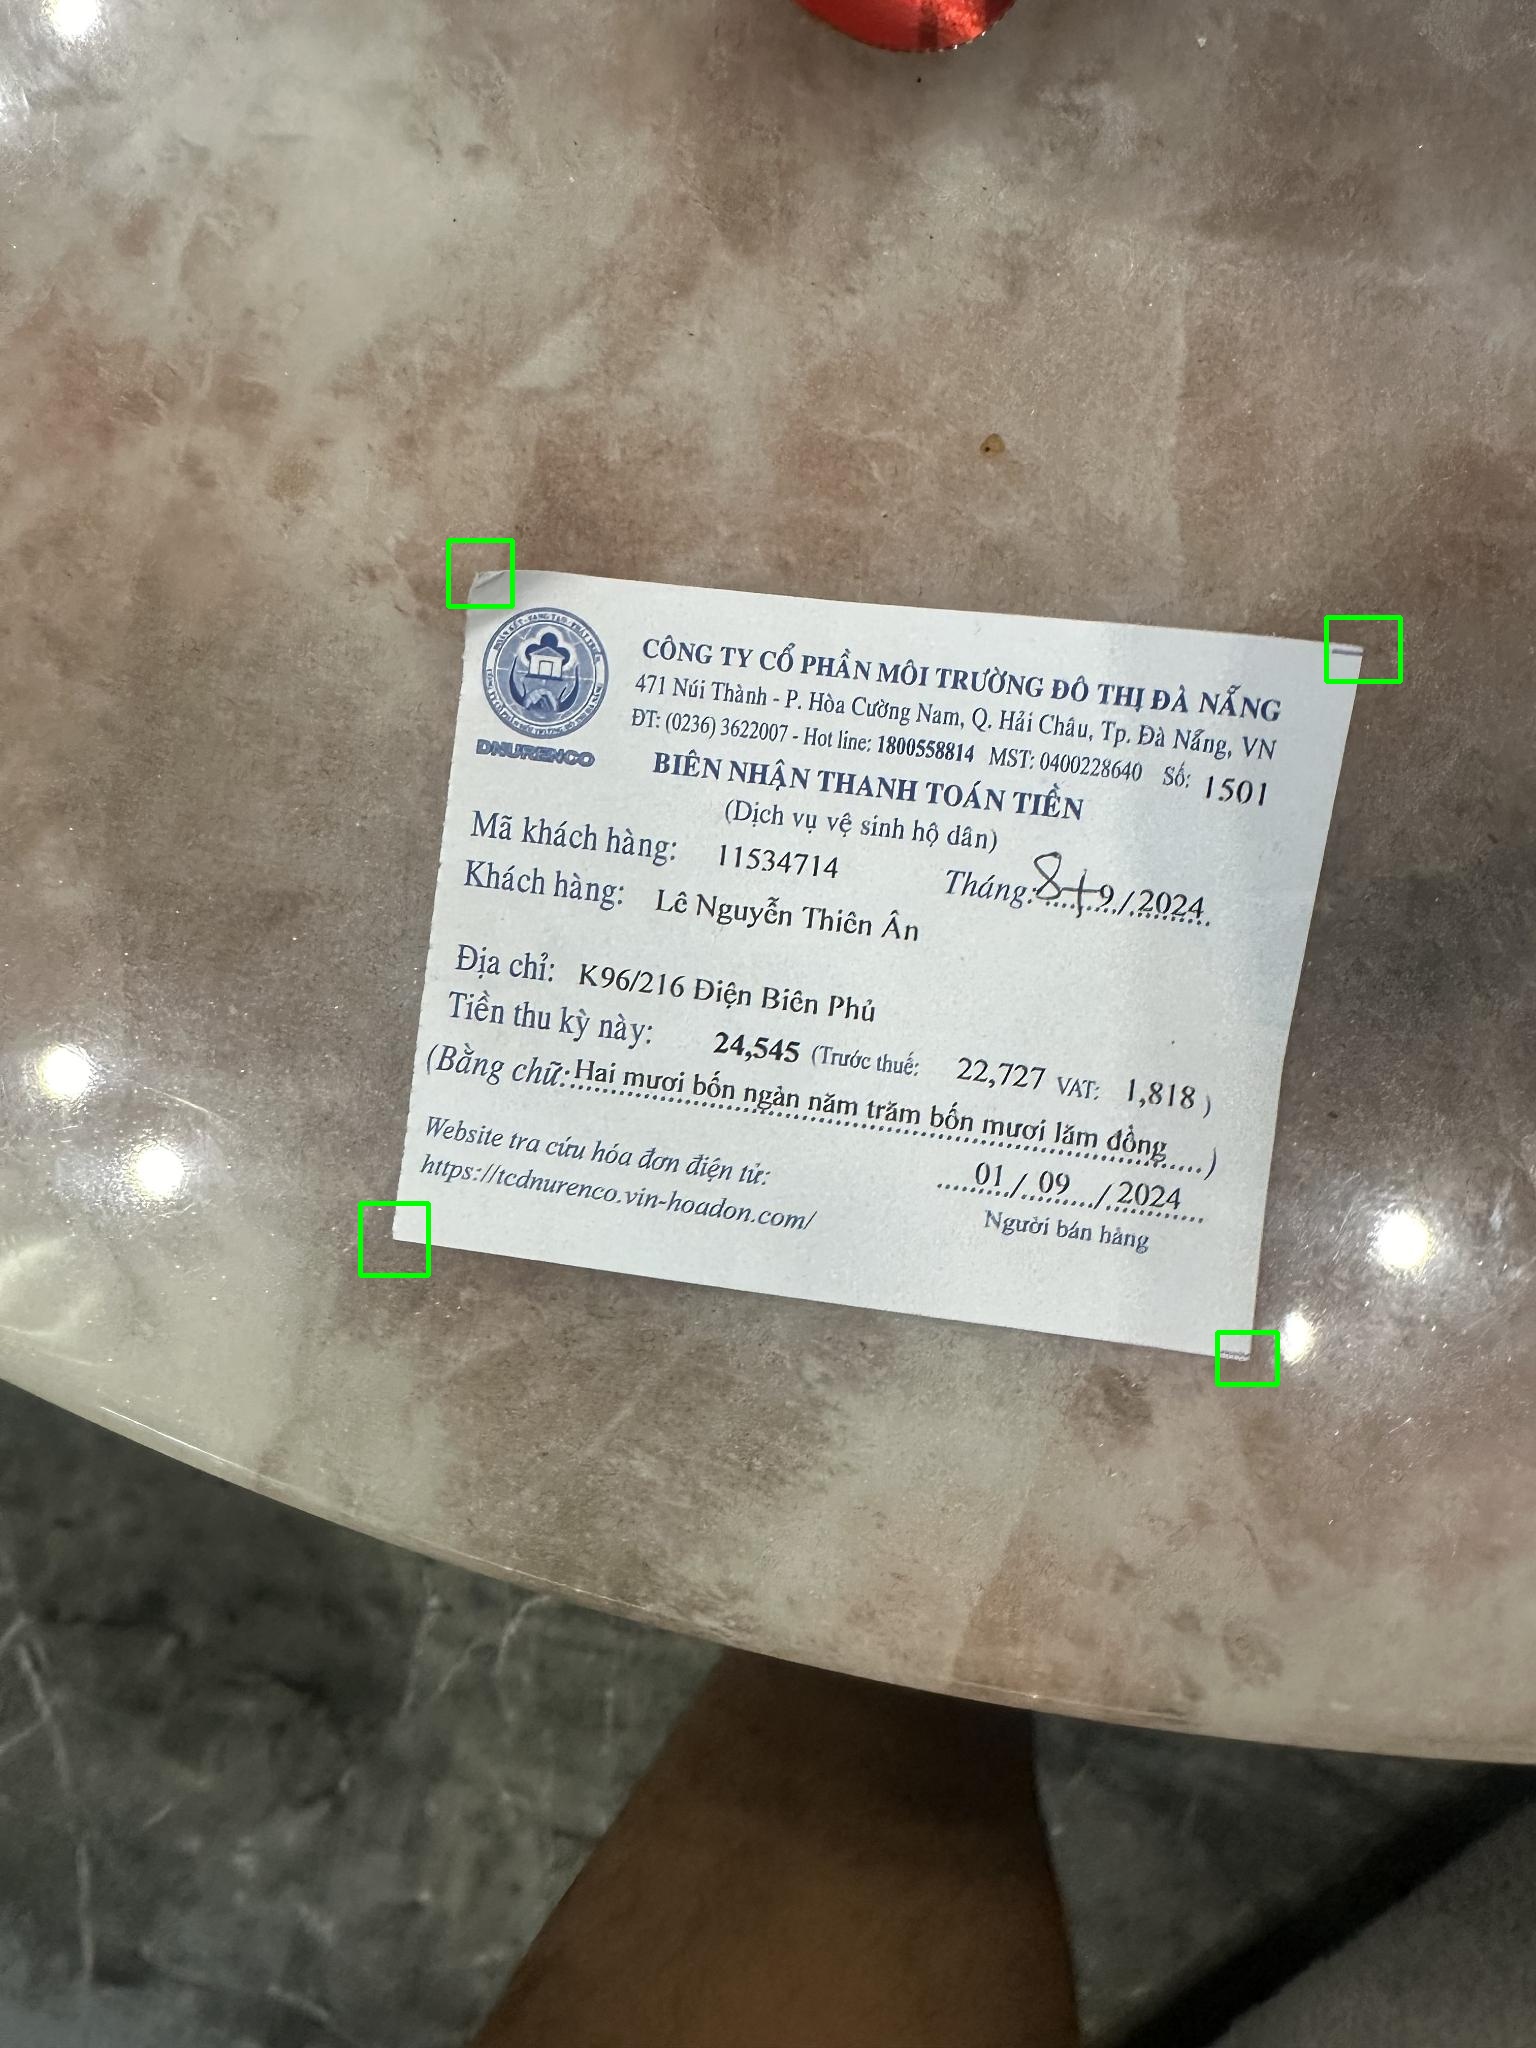 DNURENCO
CÔNG TY CỔ PHẦN MÔI TRƯỜNG ĐÔ THỊ ĐÀ NẴNG
471 Núi Thành - P. Hòa Cường Nam, Q. Hải Châu, Tp. Đà Nẵng, VN
ĐT: (0236) 3622007 - Hot line: 1800558814 MST: 0400228640 Số: 1501
BIÊN NHẬN THANH TOÁN TIỀN
(Dịch vụ vệ sinh hộ dân)
Mã khách hàng: 11534714 Tháng: 8+9/2024
Khách hàng: Lê Nguyễn Thiên Ân
Địa chỉ: K96/216 Điện Biên Phủ
Tiền thu kỳ này: 24,545 (Trước thuế: 22,727 VAT: 1,818 )
(Bằng chữ: Hai mươi bốn ngàn năm trăm bốn mươi lăm đồng......)
Website tra cứu hóa đơn điện tử:
https://tcdnurenco.vin-hoadon.com/
01/ 09 /2024
Người bán hàng